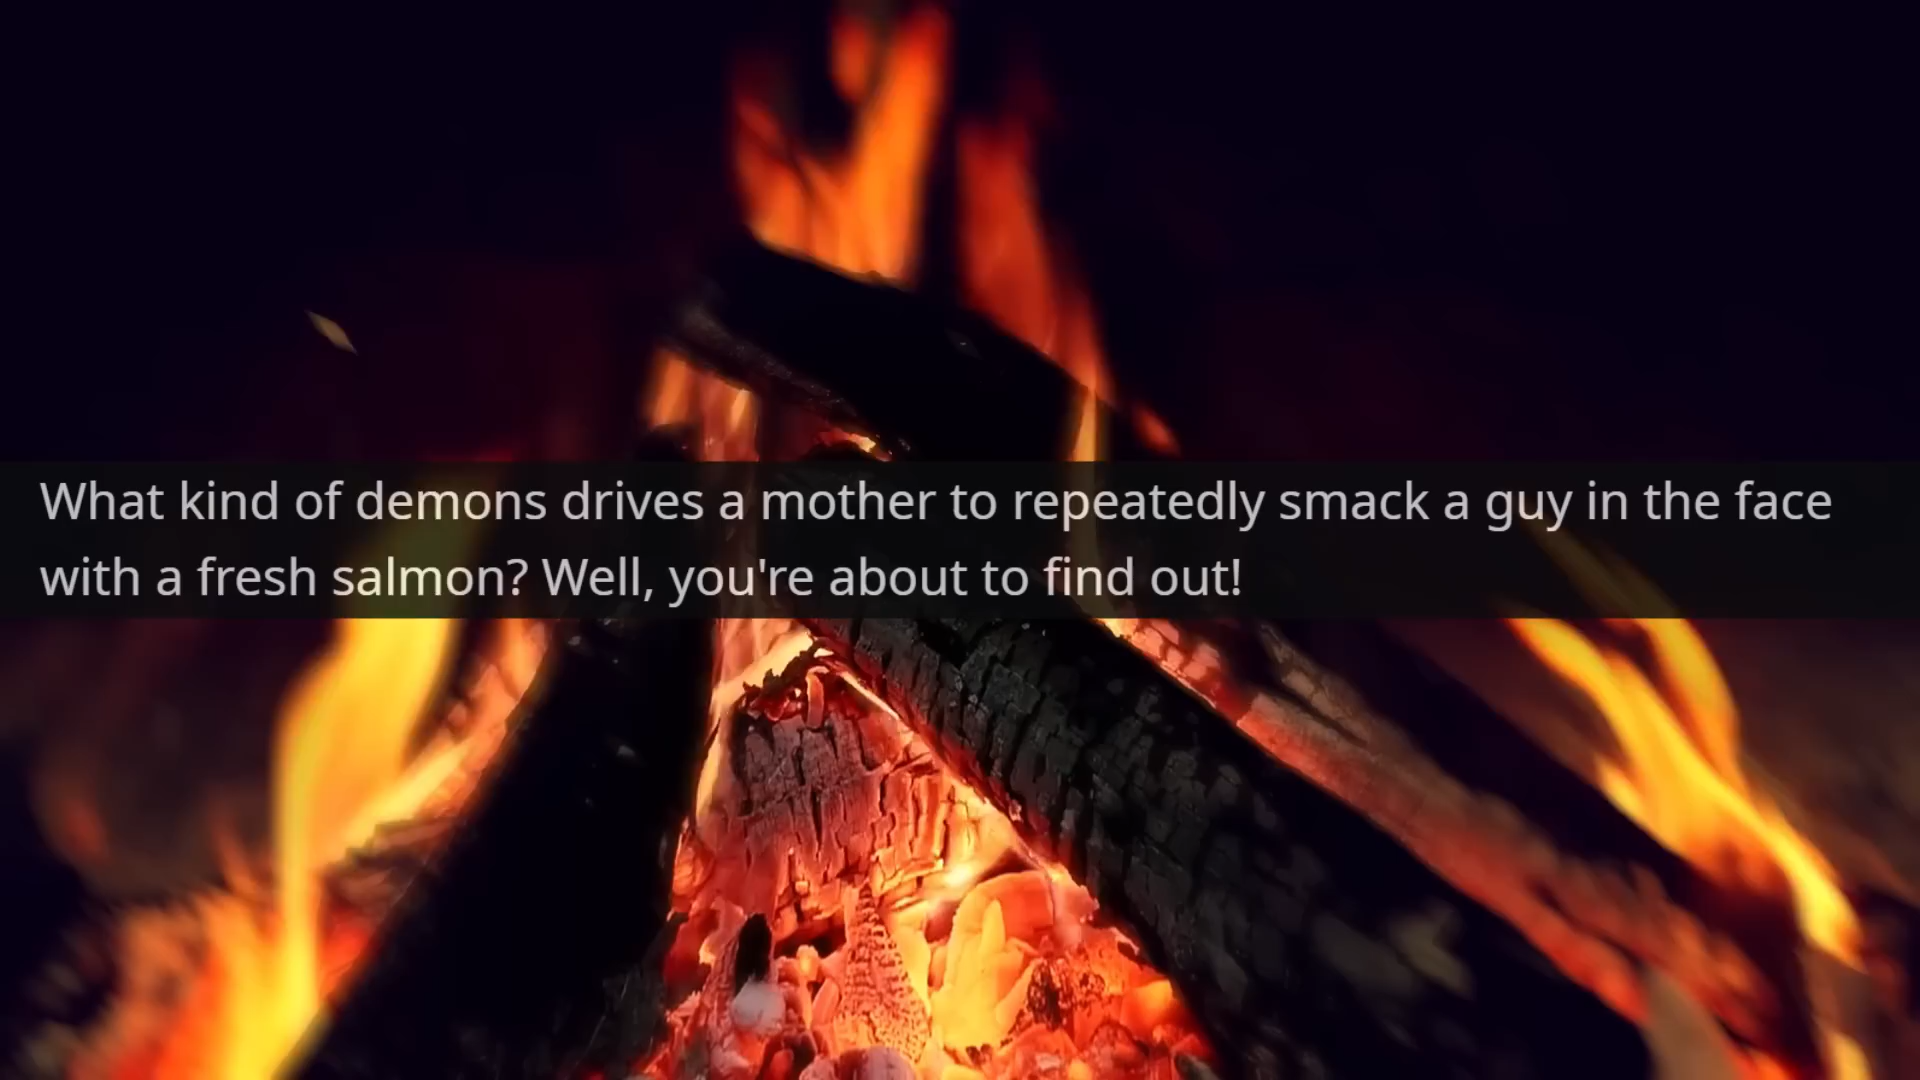 What kind of demons drives a mother to repeatedly smack a guy in the face
with a fresh salmon? Well, you're about to find out!